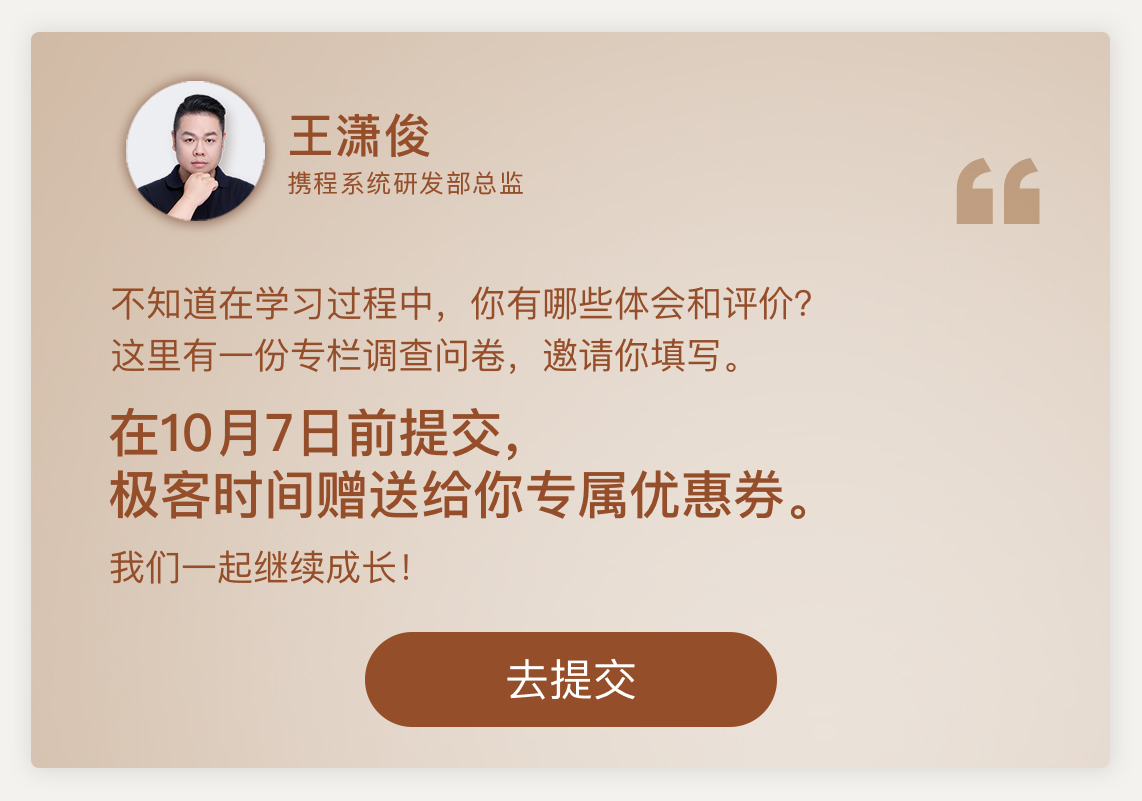 王潇俊
携程系统研发部总监
不知道在学习过程中，你有哪些体会和评价？
这里有一份专栏调查问卷，邀请你填写。
在10月7日前提交，
极客时间赠送给你专属优惠券。
我们一起继续成长！
去提交